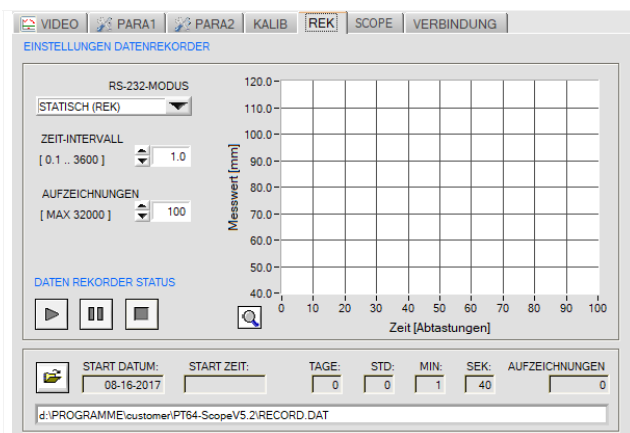 VIDEO PARA1 PARA2 KALIB REK SCOPE VERBINDUNG
EINSTELLUNGEN DATENREKORDER
RS-232-MODUS
STATISCH (REK)
ZEIT-INTERVALL
[ 0.1 .. 3600 ] 1.0
AUFZEICHNUNGEN
[ MAX 32000 ] 100
DATEN REKORDER STATUS
Messwert [mm]
120.0
110.0
100.0
90.0
80.0
70.0
60.0
50.0
40.0
0 10 20 30 40 50 60 70 80 90 100
Zeit [Abtastungen]
START DATUM: START ZEIT: TAGE: STD: MIN: SEK: AUFZEICHNUNGEN
08-16-2017 0 0 1 40 0
d:\PROGRAMME\customer\PT64-ScopeV5.2\RECORD.DAT